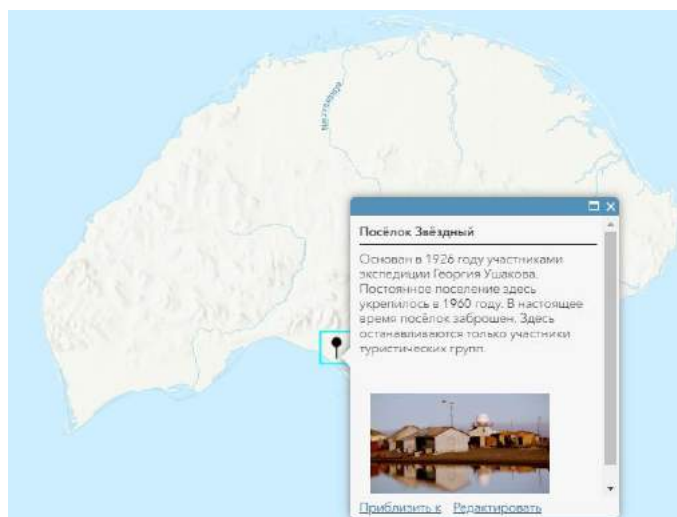 Посёлок Звёздный
Основан в 1926 году участниками
экспедиции Георгия Ушакова.
Постоянное поселение здесь
укрепилось в 1960 году. В настоящее
время посёлок заброшен. Здесь
останавливаются только участники
туристических групп.
Приблизить к Редактировать